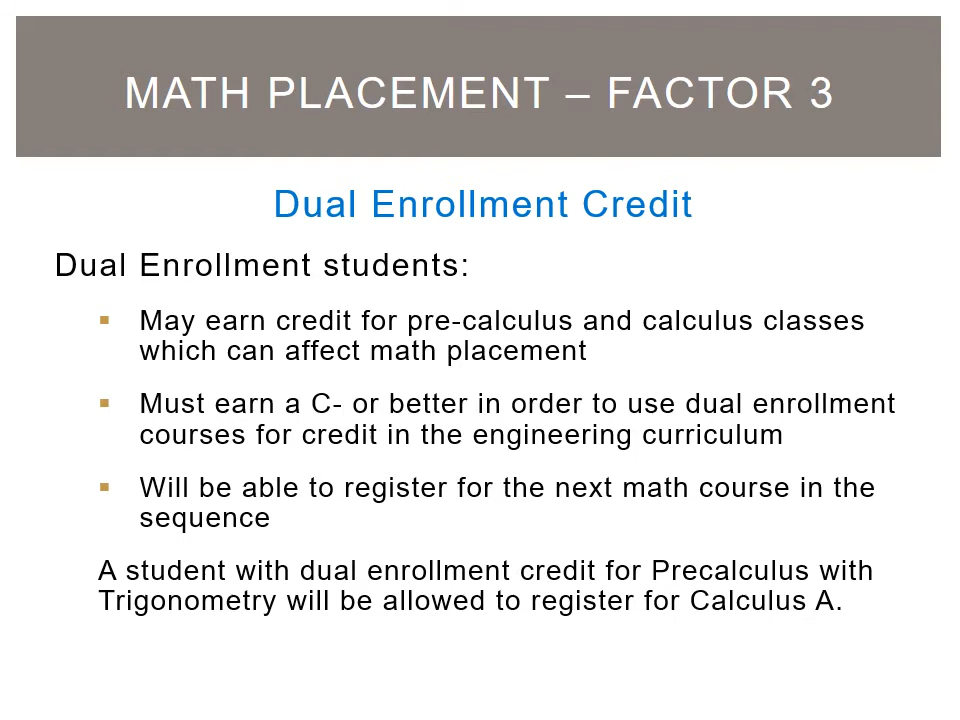 MATH PLACEMENT – FACTOR 3
Dual Enrollment Credit
Dual Enrollment students:
▪ May earn credit for pre-calculus and calculus classes
which can affect math placement
▪ Must earn a C- or better in order to use dual enrollment
courses for credit in the engineering curriculum
▪ Will be able to register for the next math course in the
sequence
A student with dual enrollment credit for Precalculus with
Trigonometry will be allowed to register for Calculus A.